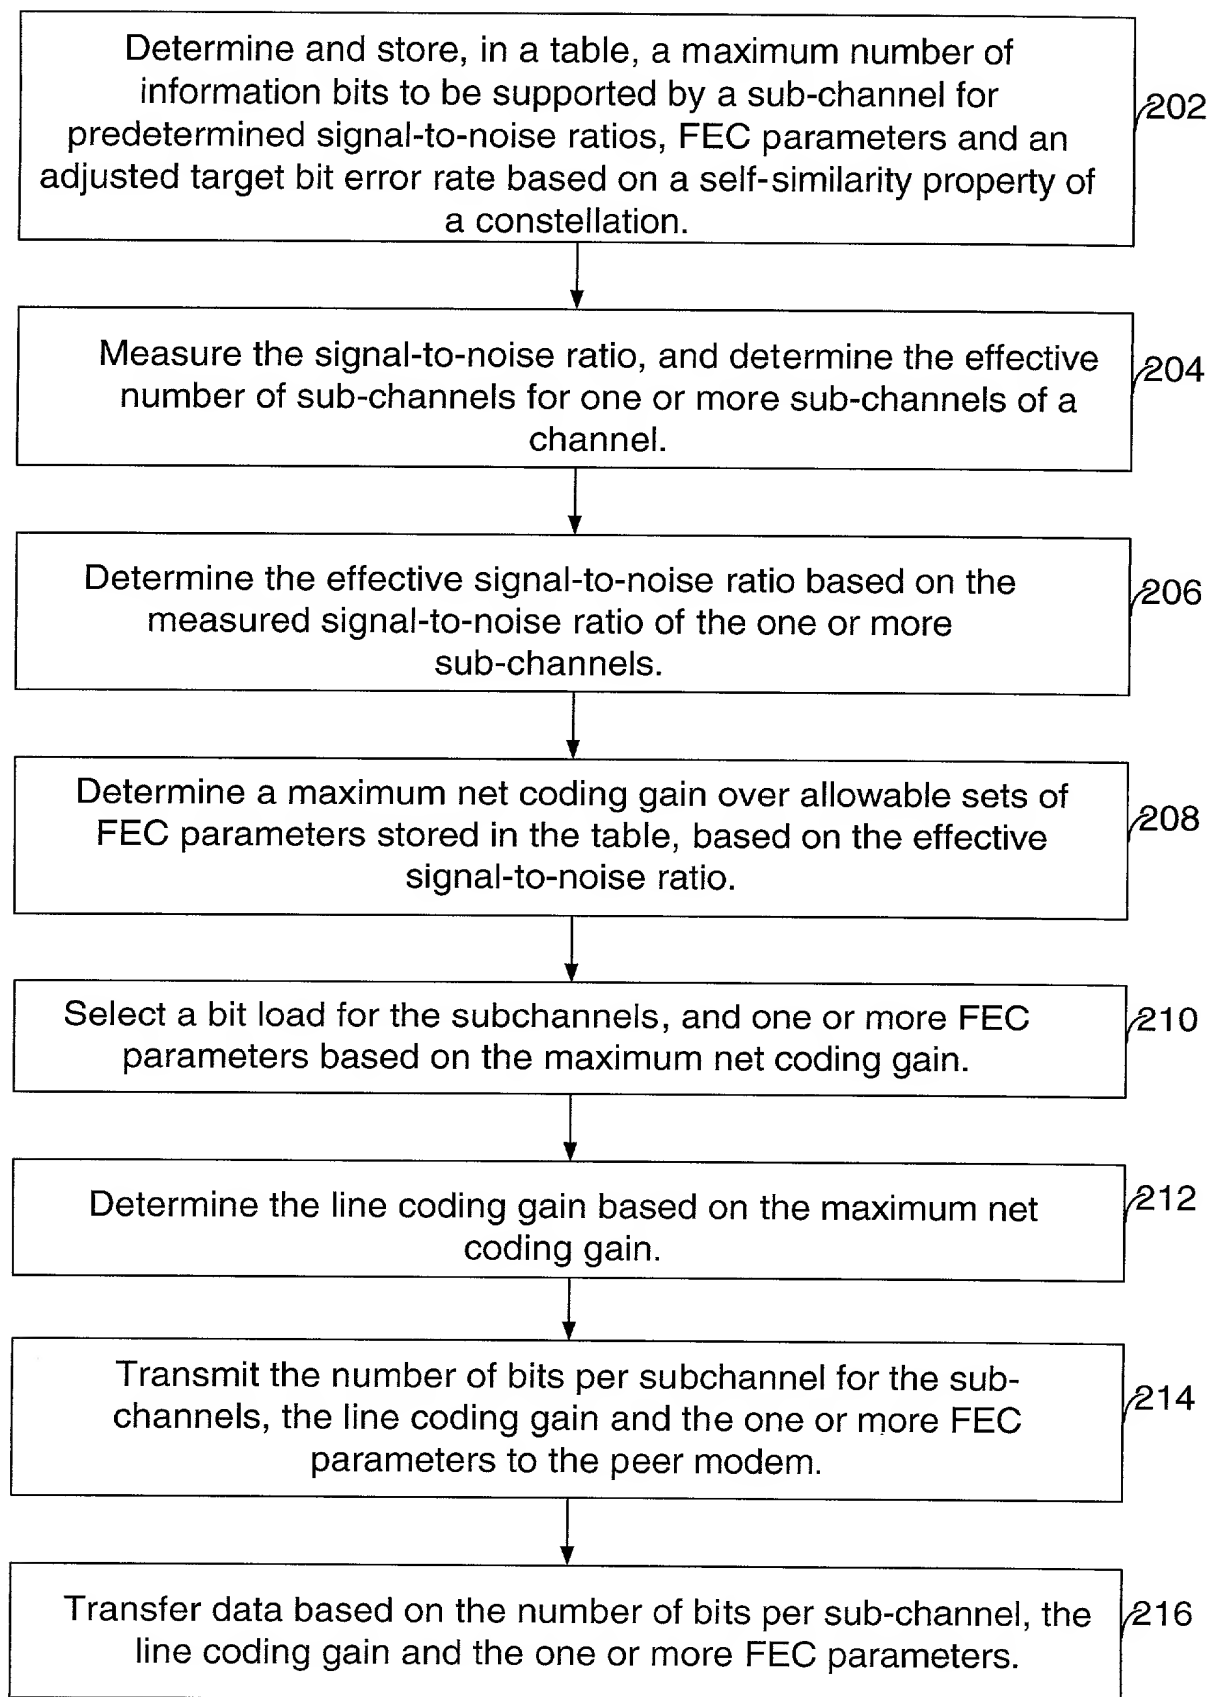 Determine and store, in a table, a maximum number of
information bits to be supported by a sub-channel for
predetermined signal-to-noise ratios, FEC parameters and an
adjusted target bit error rate based on a self-similarity property of
a constellation.
202
Measure the signal-to-noise ratio, and determine the effective
number of sub-channels for one or more sub-channels of a
channel.
204
Determine the effective signal-to-noise ratio based on the
measured signal-to-noise ratio of the one or more
sub-channels.
206
Determine a maximum net coding gain over allowable sets of
FEC parameters stored in the table, based on the effective
signal-to-noise ratio.
208
Select a bit load for the subchannels, and one or more FEC
parameters based on the maximum net coding gain.
210
Determine the line coding gain based on the maximum net
coding gain.
212
Transmit the number of bits per subchannel for the sub-
channels, the line coding gain and the one or more FEC
parameters to the peer modem.
214
Transfer data based on the number of bits per sub-channel, the
line coding gain and the one or more FEC parameters.
216